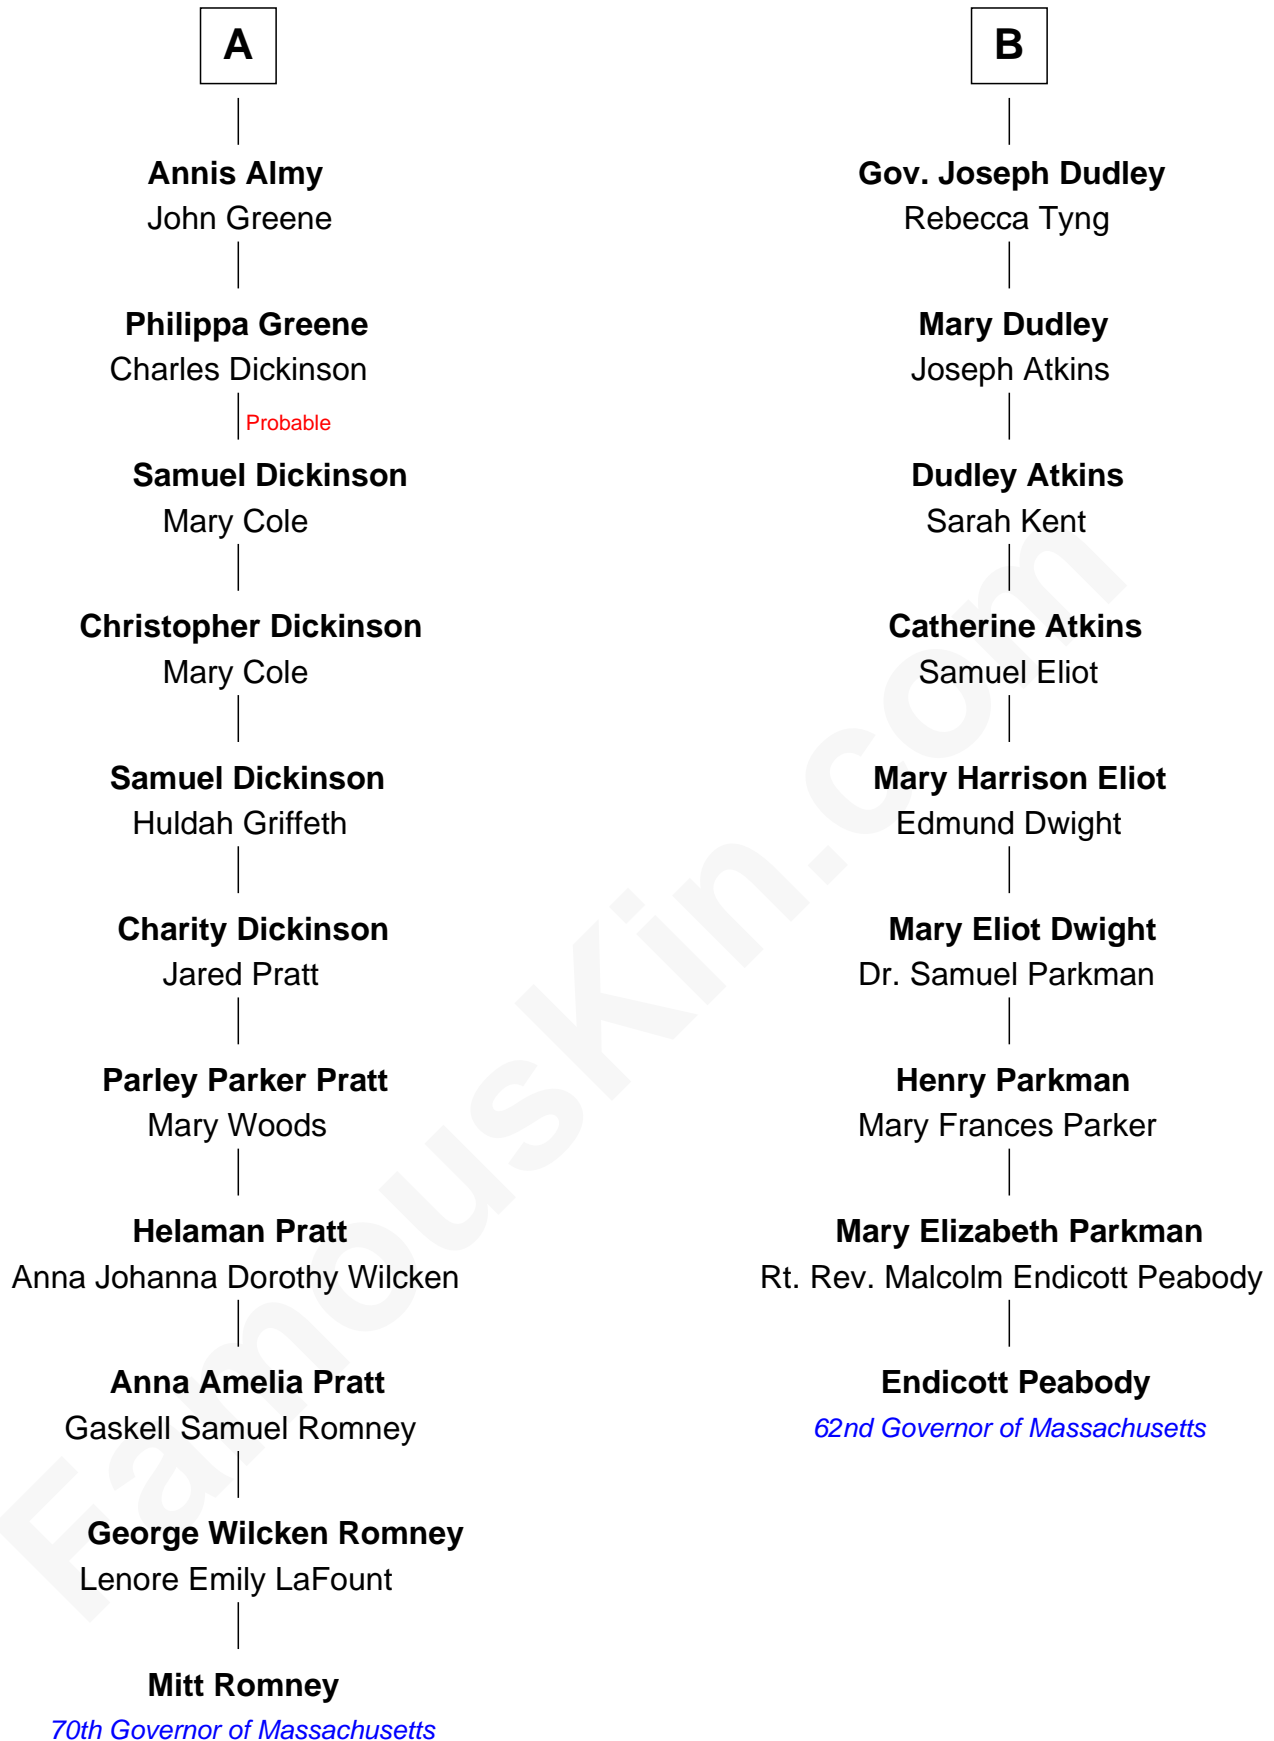 A
Annis Almy
John Greene
Philippa Greene
Charles Dickinson
Probable
Samuel Dickinson
Mary Cole
Christopher Dickinson
Mary Cole
Samuel Dickinson
Huldah Griffeth
Charity Dickinson
Jared Pratt
Parley Parker Pratt
Mary Woods
Helaman Pratt
Anna Johanna Dorothy Wilcken
Anna Amelia Pratt
Gaskell Samuel Romney
George Wilcken Romney
Lenore Emily LaFount
Mitt Romney
70th Governor of Massachusetts
B
Gov. Joseph Dudley
Rebecca Tyng
Mary Dudley
Joseph Atkins
Dudley Atkins
Sarah Kent
Catherine Atkins
Samuel Eliot
Mary Harrison Eliot
Edmund Dwight
Mary Eliot Dwight
Dr. Samuel Parkman
Henry Parkman
Mary Frances Parker
Mary Elizabeth Parkman
Rt. Rev. Malcolm Endicott Peabody
Endicott Peabody
62nd Governor of Massachusetts
FamousKin.com